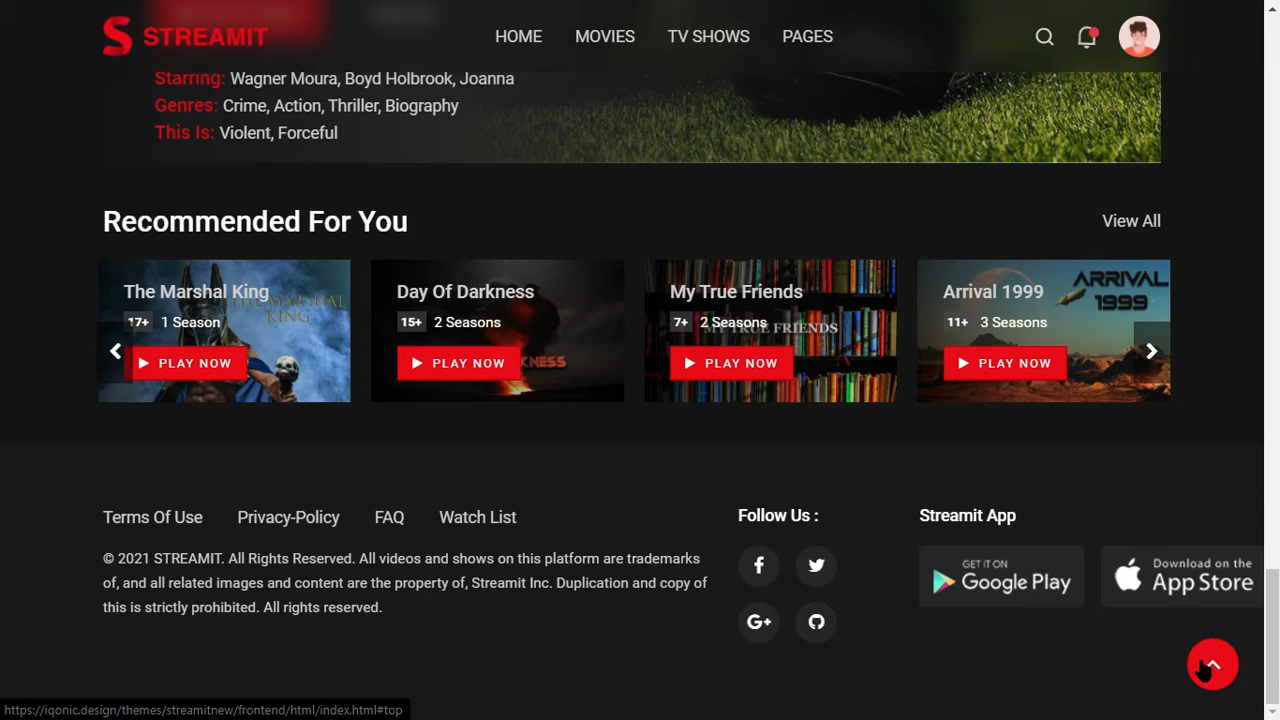 STREAMIT
HOME MOVIES TV SHOWS PAGES
Starring: Wagner Moura, Boyd Holbrook, Joanna
Genres: Crime, Action, Thriller, Biography
This Is: Violent, Forceful
Recommended For You
View All
The Marshal King
17+ 1 Season
PLAY NOW
THE MARSHAL
KING
Day Of Darkness
15+ 2 Seasons
PLAY NOW
My True Friends
7+ 2 Seasons
MY TRUE FRIENDS
PLAY NOW
Arrival 1999
11+ 3 Seasons
PLAY NOW
ARRIVAL
1999
Terms Of Use Privacy-Policy FAQ Watch List
© 2021 STREAMIT. All Rights Reserved. All videos and shows on this platform are trademarks
of, and all related images and content are the property of, Streamit Inc. Duplication and copy of
this is strictly prohibited. All rights reserved.
Follow Us :
Streamit App
GET IT ON
Google Play
Download on the
App Store
https://iqonic.design/themes/streamitnew/frontend/html/index.html#top